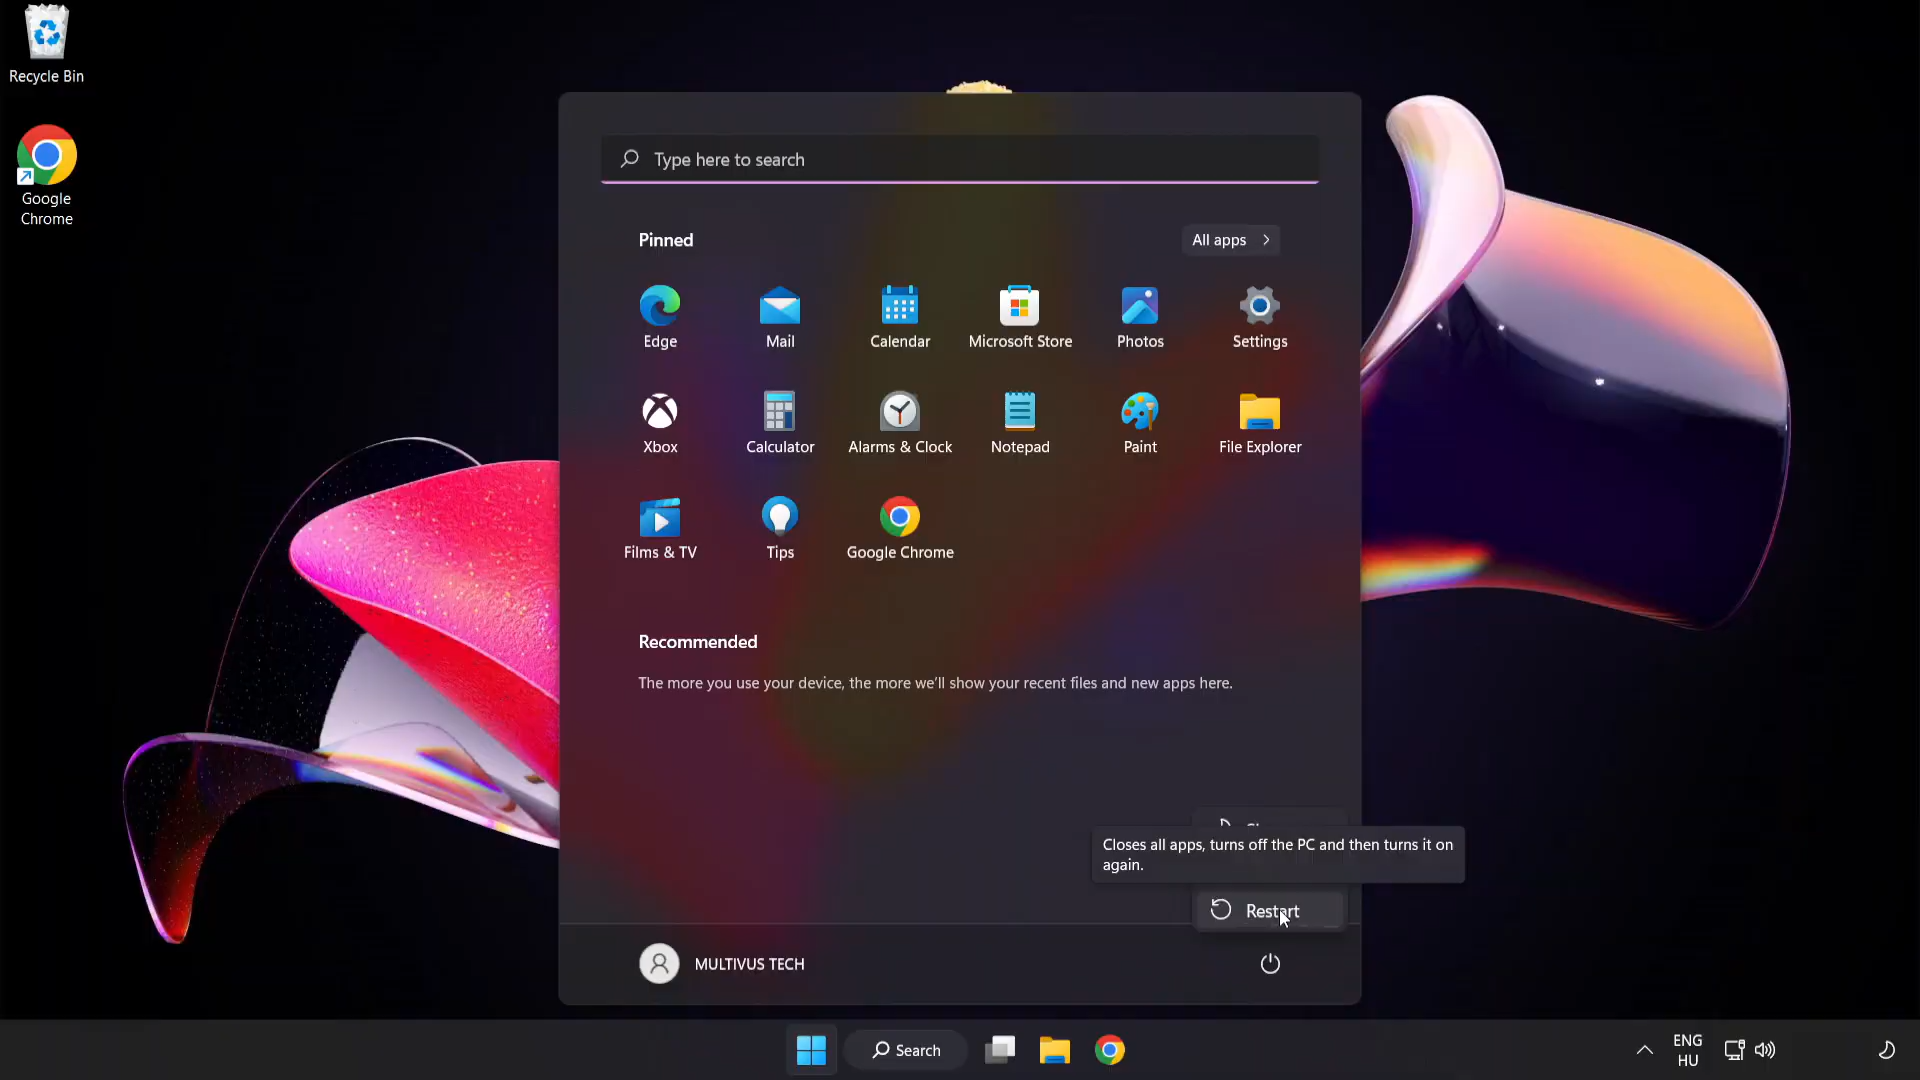 Recycle Bin
Google
Chrome
Type here to search
Pinned
All apps
Edge
Mail
Calendar
Microsoft Store
Photos
Settings
Xbox
Calculator
Alarms & Clock
Notepad
Paint
File Explorer
Films & TV
Tips
Google Chrome
Recommended
The more you use your device, the more we'll show your recent files and new apps here.
Closes all apps, turns off the PC and then turns it on
again.
Restart
MULTIVUS TECH
Search
ENG
HU